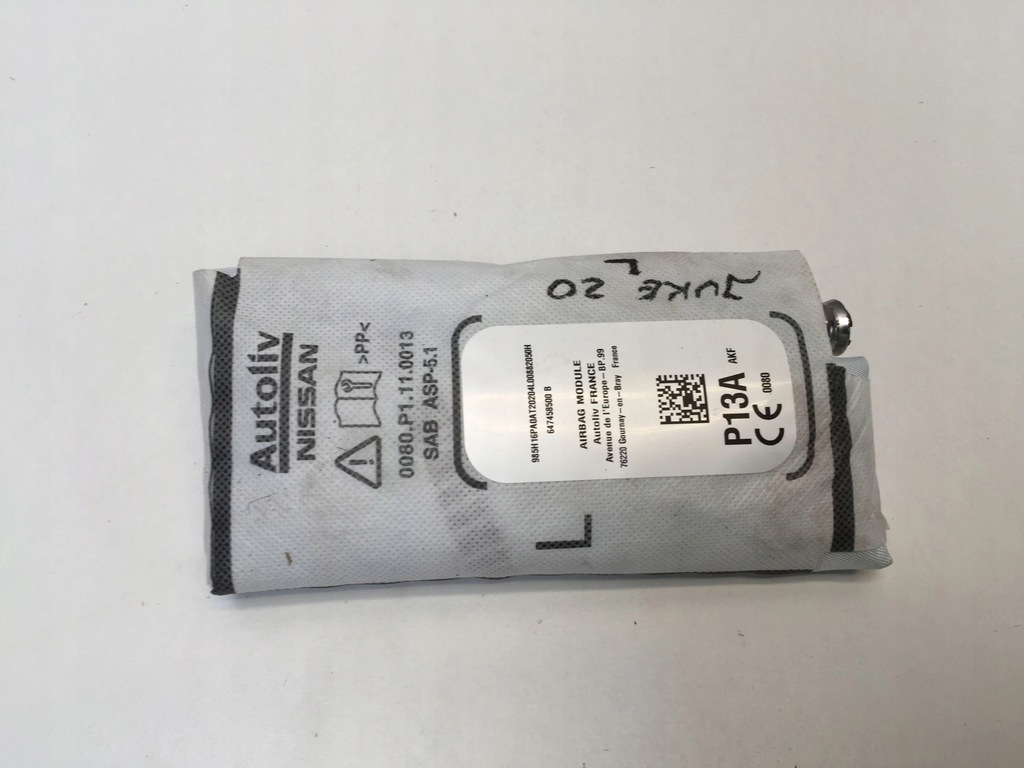 Autoliv
NISSAN
>PP<
0080.P1.11.0013
SAB ASP-5.1
985H16PA0AT20204L00882050H
647458500 B
AIRBAG MODULE
Autoliv FRANCE
Avenue de l'Europe-BP.99
76220 Gournay-en-Bray France
P13A AKF
CE 0080
L
JUKE L 20